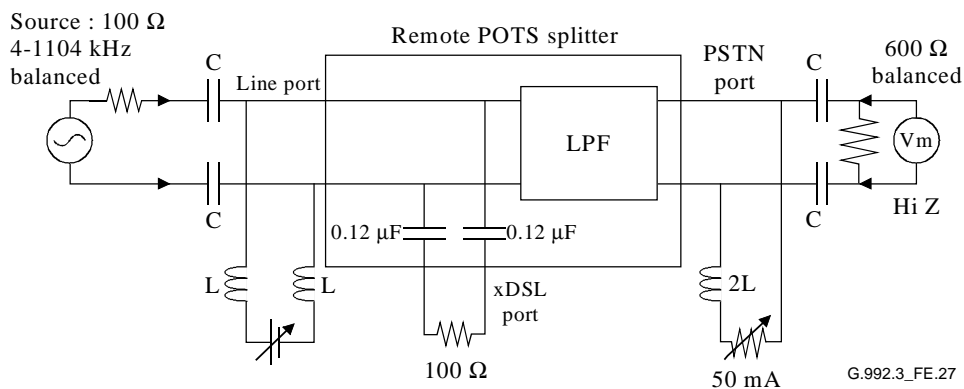 Source : 100 Ω
4-1104 kHz
balanced
Remote POTS splitter
C
Line port
PSTN
port
C
600 Ω
balanced
LPF
Vm
C
0.12 µF
0.12 µF
C
Hi Z
L
L
xDSL
port
2L
100 Ω
50 mA
G.992.3_FE.27